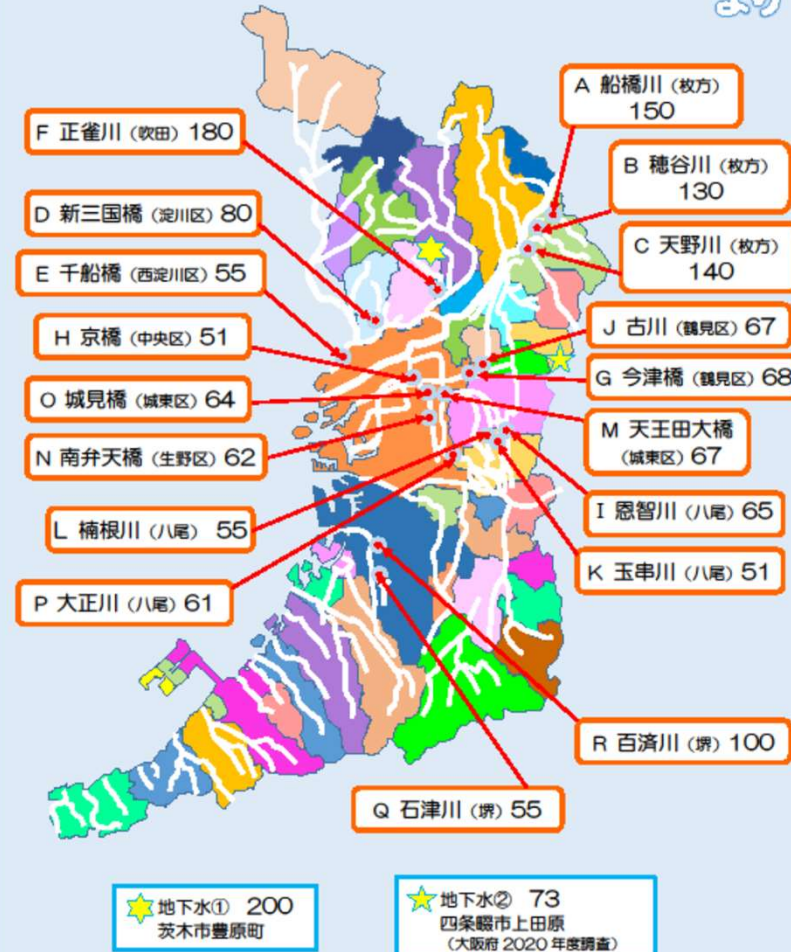 より
A 船橋川（枚方）
150
F 正雀川（吹田）180
B 穂谷川（枚方）
130
D 新三国橋（淀川区）80
C 天野川（枚方）
140
E 千船橋（西淀川区）55
J 古川（鶴見区）67
H 京橋（中央区）51
G 今津橋（鶴見区）68
O 城見橋（城東区）64
M 天王田大橋
（城東区）67
N 南弁天橋（生野区）62
I 恩智川（八尾）65
L 楠根川（八尾）55
K 玉串川（八尾）51
P 大正川（八尾）61
R 百済川（堺）100
Q 石津川（堺）55
地下水① 200
茨木市豊原町
地下水② 73
四条畷市上田原
（大阪府2020年度調査）